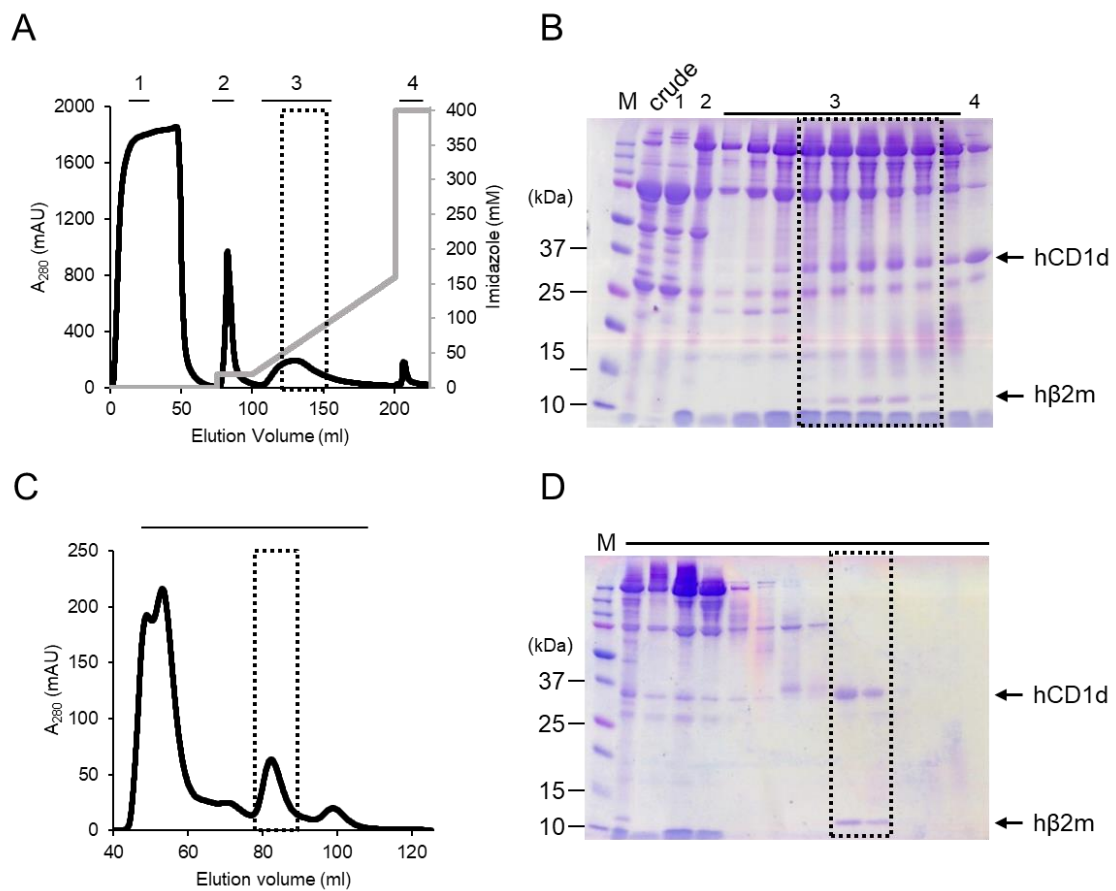 A
1 2 3 4
2000
1600
1200
800
400
0
A280 (mAU)
400
350
300
250
200
150
100
50
0
Imidazole (mM)
0 50 100 150 200
Elution Volume (ml)
B
M crude 1 2 3 4
(kDa)
37
25
15
10
hCD1d
hβ2m
C
250
200
150
100
50
0
A280 (mAU)
40 60 80 100 120
Elution volume (ml)
D
M
(kDa)
37
25
15
10
hCD1d
hβ2m